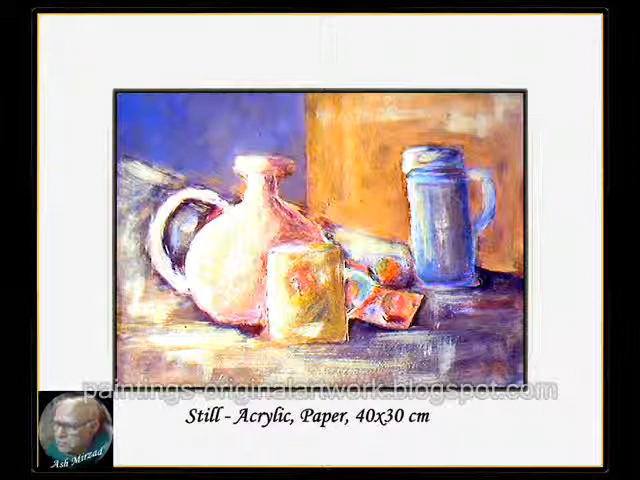 paintings-originalartwork.blogspot.com
Still - Acrylic, Paper, 40x30 cm
Ash Mirzad